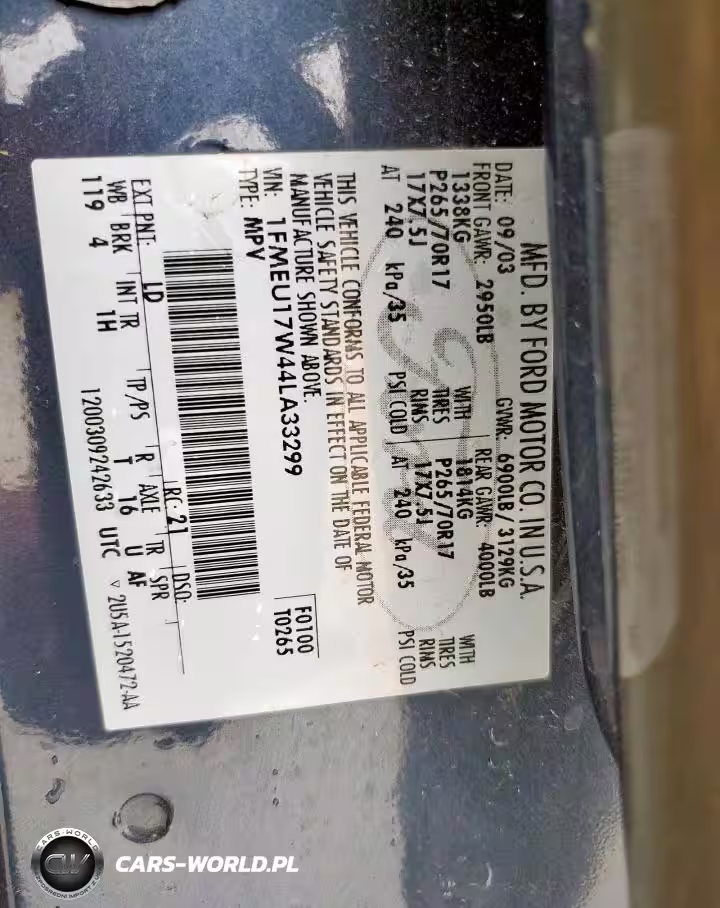 MFD. BY FORD MOTOR CO. IN U.S.A.
DATE: 09/03 GVWR: 6900LB/ 3129KG
FRONT GAWR: 2950LB REAR GAWR: 4000LB
1338KG WITH 1814KG WITH
P265/70R17 TIRES P265/70R17 TIRES
17X7.5J RIMS 17X7.5J RIMS
AT 240 kPa/35 PSI COLD AT 240 kPa/35 PSI COLD
THIS VEHICLE CONFORMS TO ALL APPLICABLE FEDERAL MOTOR
VEHICLE SAFETY STANDARDS IN EFFECT ON THE DATE OF
MANUFACTURE SHOWN ABOVE.
VIN: 1FMEU17W44LA33299 F0100
TYPE: MPV T0265
EXT PNT: LD RC: 21 DSO:
WB BRK INT TR TP/PS R AXLE TR SPR
119 4 1H T 16 U AF
1200309242633 UTC ▽ 2U5A-1520472-AA
CARS-WORLD
CW
CARS-WORLD.PL